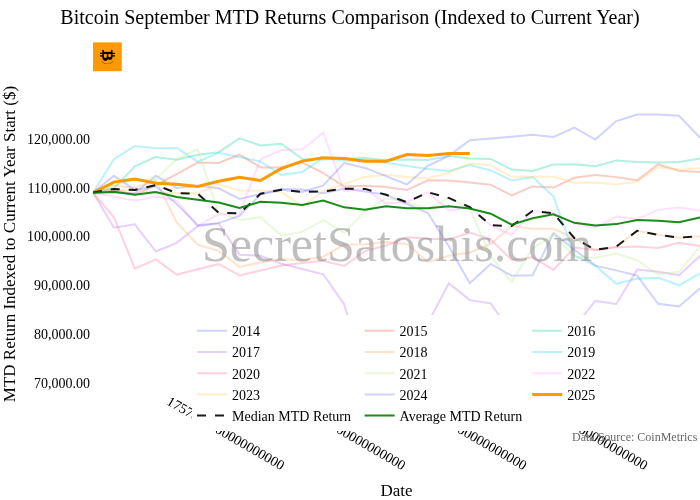 Bitcoin September MTD Returns Comparison (Indexed to Current Year)
MTD Return Indexed to Current Year Start ($)
120,000.00
110,000.00
100,000.00
90,000.00
80,000.00
70,000.00
SecretSatoshis.com
2014 2015 2016
2017 2018 2019
2020 2021 2022
2023 2024 2025
Median MTD Return Average MTD Return
Data Source: CoinMetrics
Date